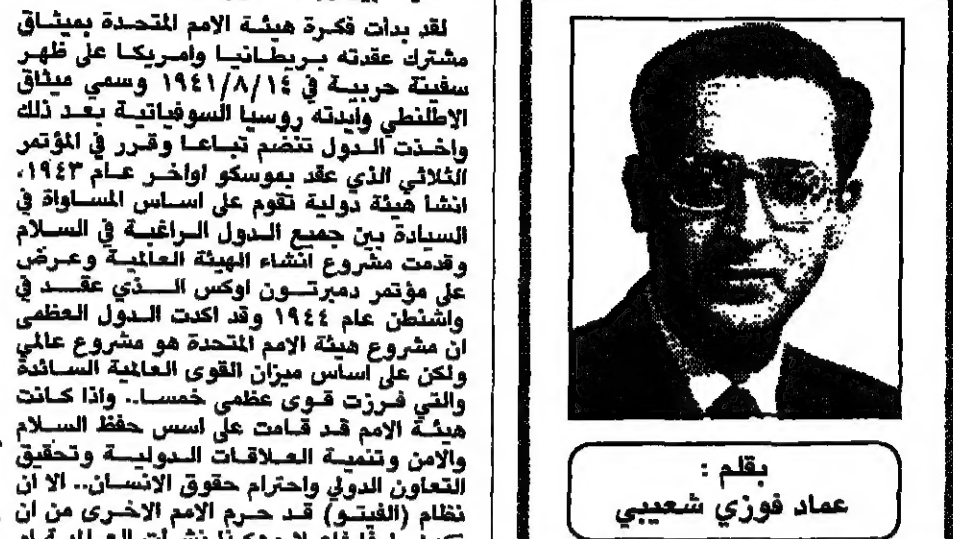 لقد بدأت فكرة هيئة الامم المتحدة بميثاق
مشترك عقدته بريطانيا وامريكا على ظهر
سفينة حربية في ١٩٤١/٨/١٤ وسمي ميثاق
الاطلنطي وأيدته روسيا السوفياتية بعد ذلك
واخذت الدول تنضم تباعا وقرر في المؤتمر
الثلاثي الذي عقد بموسكو اواخر عام ١٩٤٣،
انشا هيئة دولية تقوم على اساس المساواة في
السيادة بين جميع الدول الراغبة في السلام
وقدمت مشروع انشاء الهيئة العالمية وعرض
على مؤتمر دمبرتون اوكس الذي عقد في
واشنطن عام ١٩٤٤ وقد اكدت الدول العظمى
ان مشروع هيئة الامم المتحدة هو مشروع عالمي
ولكن على اساس ميزان القوى العالمية السائدة
والتي فرزت قوى عظمى خمسا.. واذا كانت
هيئة الامم قد قامت على اسس حفظ السلام
والامن وتنمية العلاقات الدولية وتحقيق
التعاون الدولي واحترام حقوق الانسان.. الا ان
نظام (الفيتو) قد حرم الامم الاخرى من ان
بقلم :
عماد فوزي شعيبي